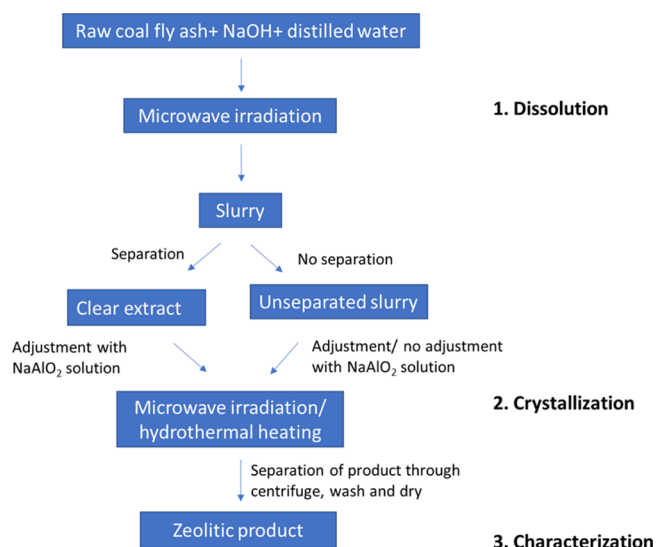 Raw coal fly ash+ NaOH+ distilled water
Microwave irradiation
1. Dissolution
Slurry
Separation
No separation
Clear extract
Unseparated slurry
Adjustment with
NaAlO₂ solution
Adjustment/ no adjustment
with NaAlO₂ solution
Microwave irradiation/
hydrothermal heating
2. Crystallization
Separation of product through
centrifuge, wash and dry
Zeolitic product
3. Characterization